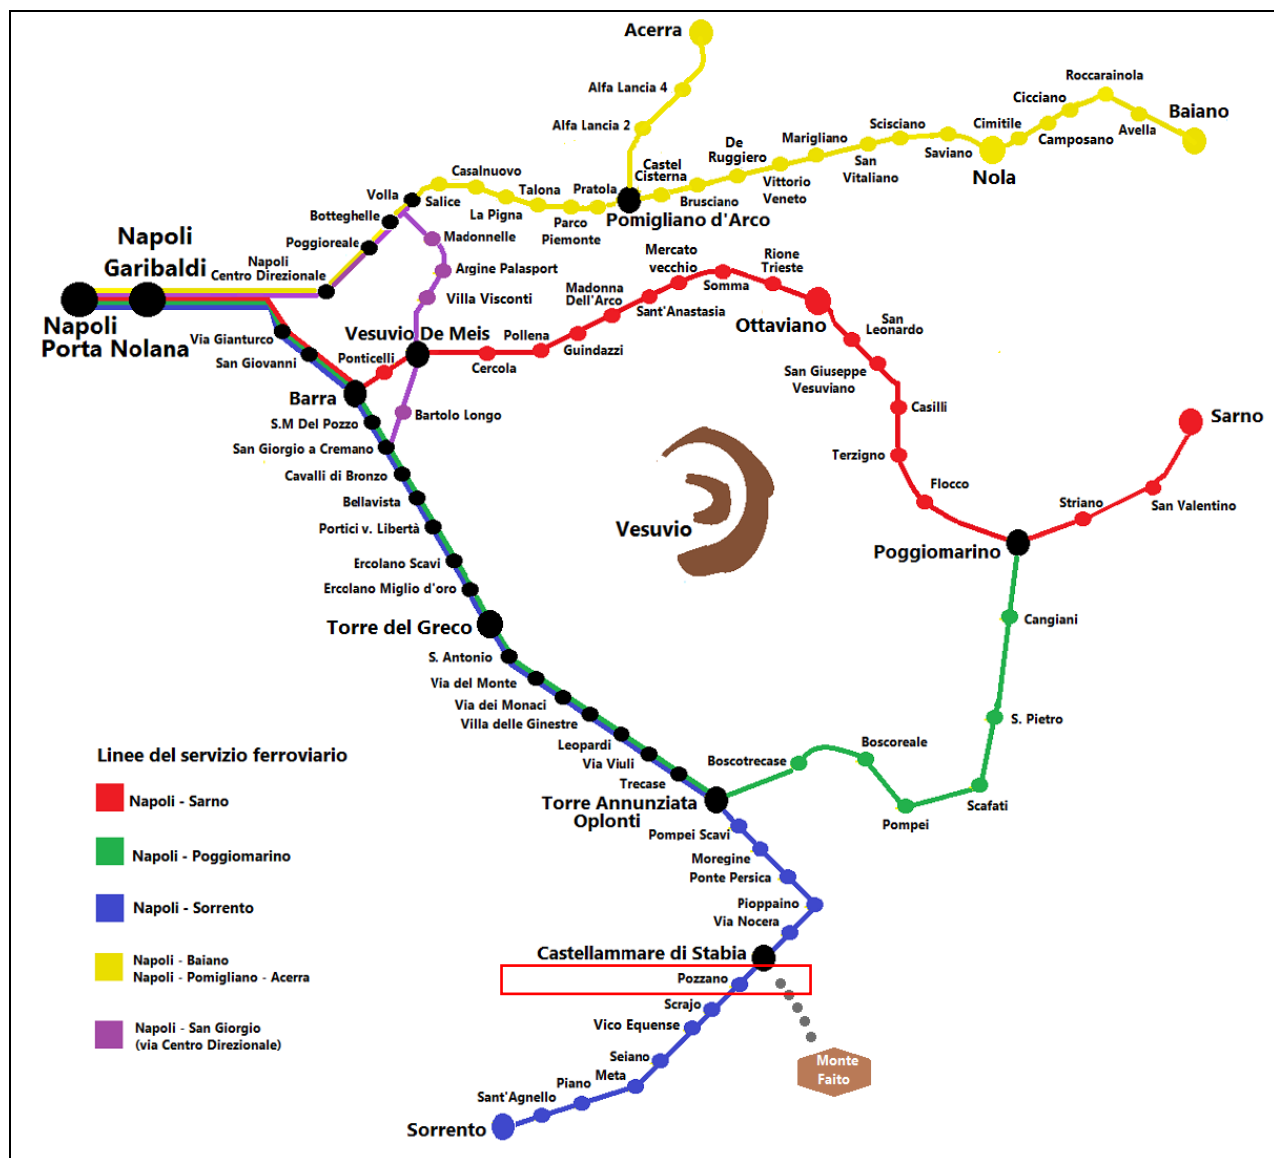 Acerra
Alfa Lancia 4
Alfa Lancia 2
Roccarainola
Cicciano
Baiano
Avella
Camposano
Cimitile
Nola
Saviano
Scisciano
San
Vitaliano
Marigliano
Vittorio
Veneto
De
Ruggiero
Brusciano
Castel
Cisterna
Pomigliano d'Arco
Pratola
Parco
Piemonte
Talona
La Pigna
Casalnuovo
Salice
Volla
Botteghelle
Poggioreale
Napoli
Centro Direzionale
Napoli
Garibaldi
Napoli
Porta Nolana
Madonnelle
Argine Palasport
Villa Visconti
Vesuvio De Meis
Bartolo Longo
Via Gianturco
San Giovanni
Barra
Ponticelli
Cercola
Pollena
Guindazzi
Madonna
Dell'Arco
Sant'Anastasia
Mercato
vecchio
Somma
Rione
Trieste
Ottaviano
San
Leonardo
San Giuseppe
Vesuviano
Casilli
Terzigno
Flocco
Poggiomarino
Striano
San Valentino
Sarno
Vesuvio
S.M Del Pozzo
San Giorgio a Cremano
Cavalli di Bronzo
Bellavista
Portici v. Libertà
Ercolano Scavi
Ercolano Miglio d'oro
Torre del Greco
S. Antonio
Via del Monte
Via dei Monaci
Villa delle Ginestre
Leopardi
Via Viuli
Trecase
Torre Annunziata
Oplonti
Boscotrecase
Boscoreale
Pompei
Scafati
S. Pietro
Cangiani
Pompei Scavi
Moregine
Ponte Persica
Pioppaino
Via Nocera
Castellammare di Stabia
Pozzano
Scrajo
Vico Equense
Seiano
Meta
Piano
Sant'Agnello
Sorrento
Monte
Faito
Linee del servizio ferroviario
Napoli - Sarno
Napoli - Poggiomarino
Napoli - Sorrento
Napoli - Baiano
Napoli - Pomigliano - Acerra
Napoli - San Giorgio
(via Centro Direzionale)